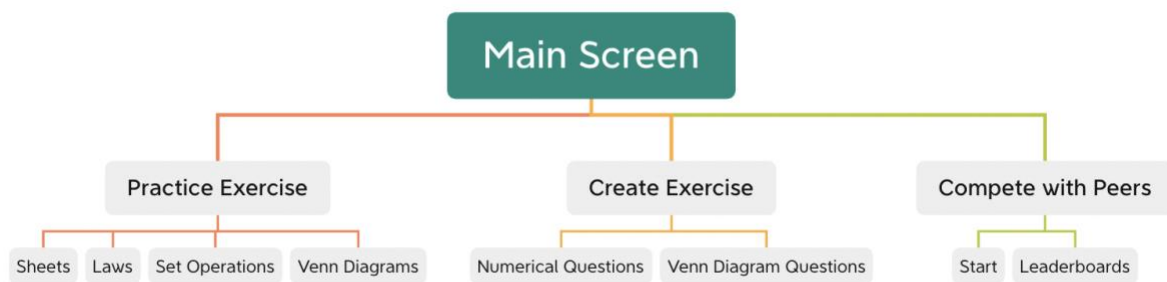 Main Screen
Practice Exercise
Create Exercise
Compete with Peers
Sheets
Laws
Set Operations
Venn Diagrams
Numerical Questions
Venn Diagram Questions
Start
Leaderboards